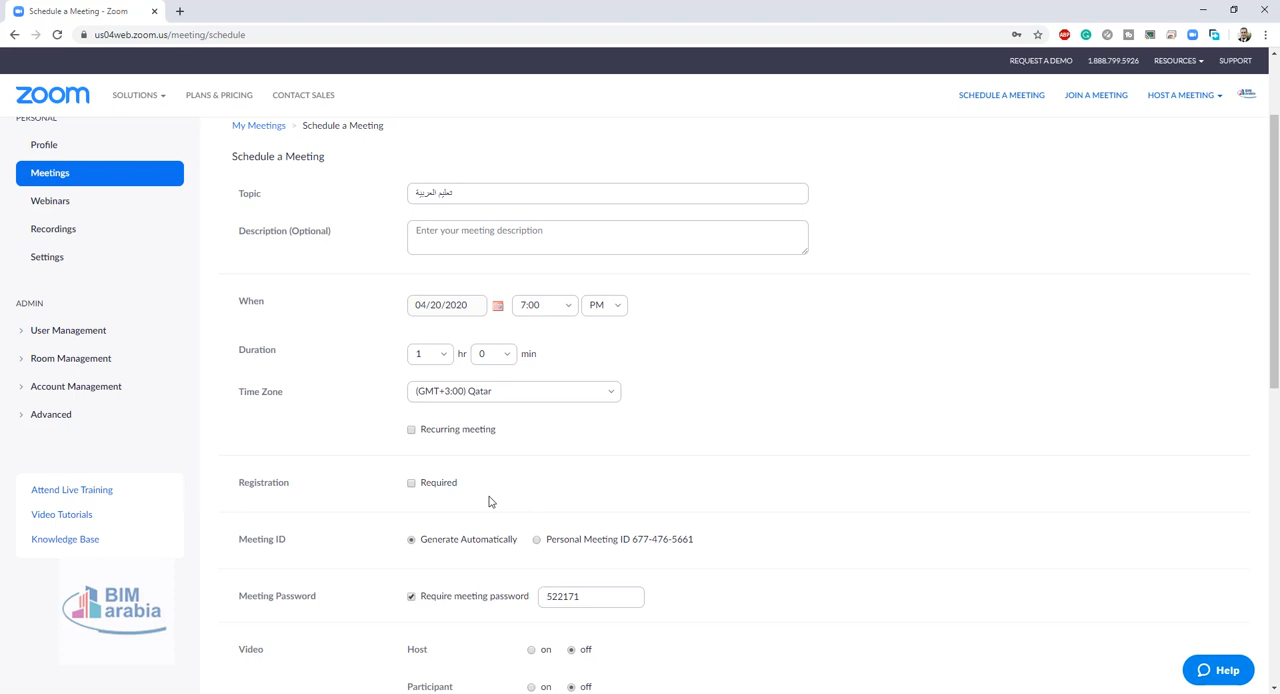 Schedule a Meeting - Zoom
us04web.zoom.us/meeting/schedule
REQUEST A DEMO 1.888.799.5926 RESOURCES SUPPORT
zoom SOLUTIONS PLANS & PRICING CONTACT SALES SCHEDULE A MEETING JOIN A MEETING HOST A MEETING
PERSONAL
Profile
Meetings
Webinars
Recordings
Settings
ADMIN
User Management
Room Management
Account Management
Advanced
Attend Live Training
Video Tutorials
Knowledge Base
BIM
arabia
My Meetings > Schedule a Meeting
Schedule a Meeting
Topic تعليم العربية
Description (Optional) Enter your meeting description
When 04/20/2020 7:00 PM
Duration 1 hr 0 min
Time Zone (GMT+3:00) Qatar
Recurring meeting
Registration Required
Meeting ID Generate Automatically Personal Meeting ID 677-476-5661
Meeting Password Require meeting password 522171
Video Host on off
Participant on off
Help